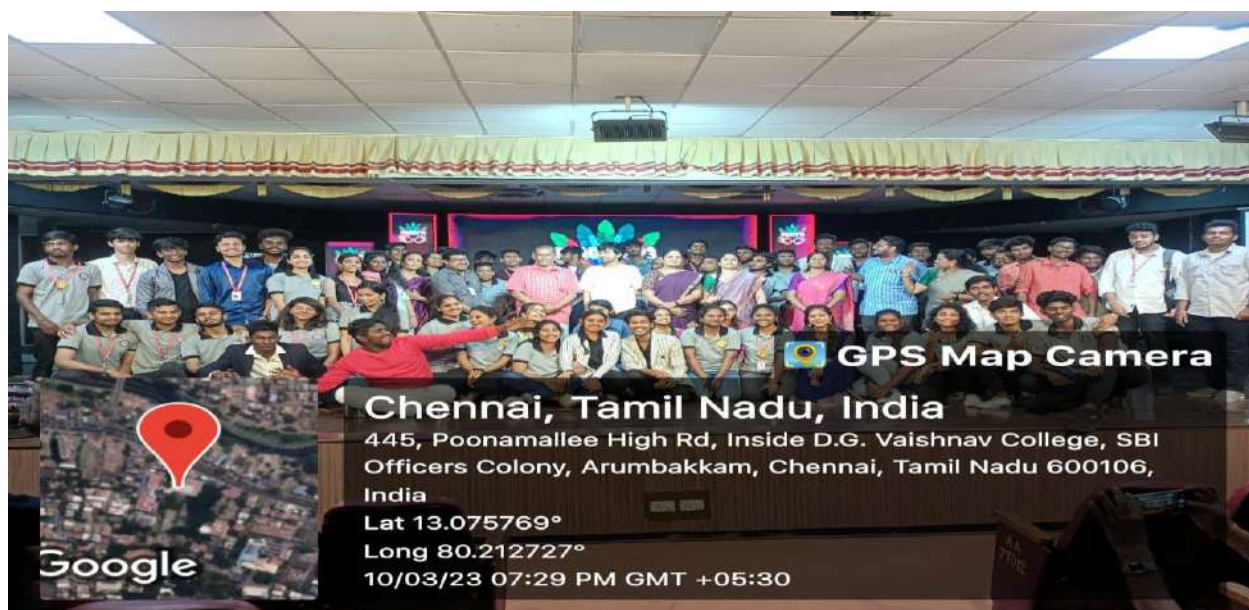 GPS Map Camera
Chennai, Tamil Nadu, India
445, Poonamallee High Rd, Inside D.G. Vaishnav College, SBI
Officers Colony, Arumbakkam, Chennai, Tamil Nadu 600106,
India
Lat 13.075769°
Long 80.212727°
10/03/23 07:29 PM GMT +05:30
Google
AA